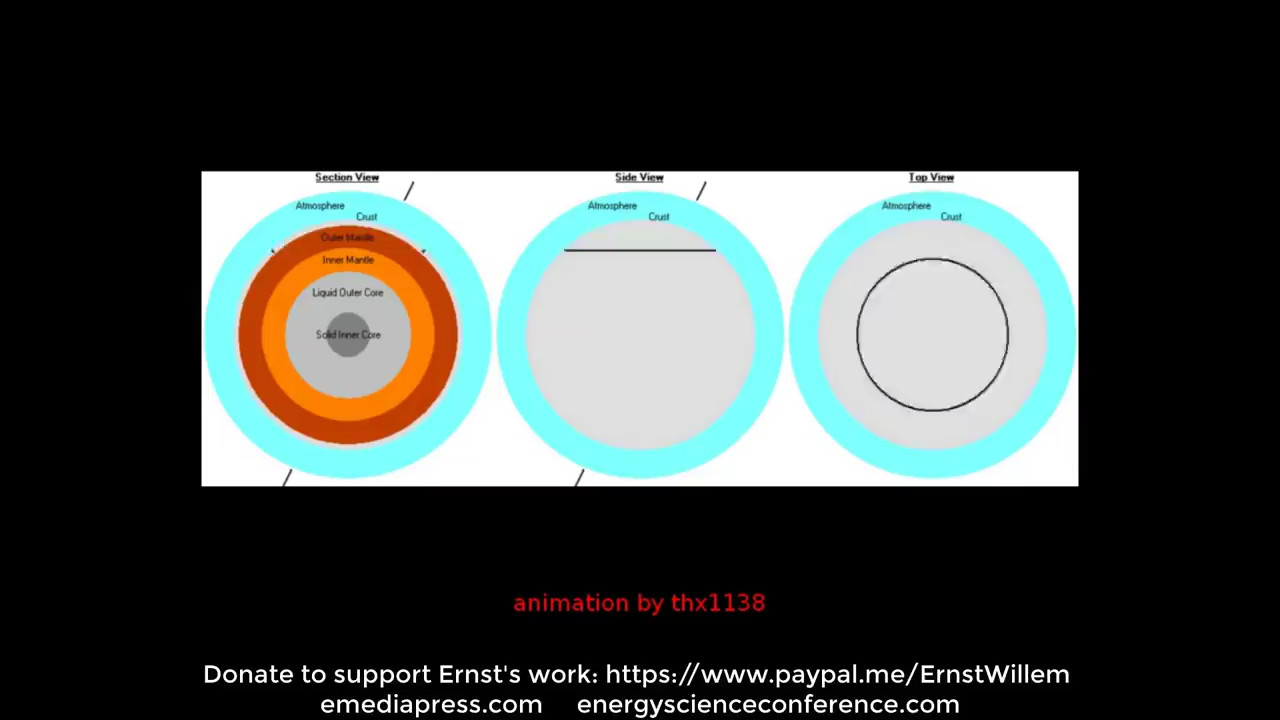 Section View
Side View
Top View
Atmosphere
Crust
Outer Mantle
Inner Mantle
Liquid Outer Core
Solid Inner Core
Atmosphere
Crust
Atmosphere
Crust
animation by thx1138
Donate to support Ernst's work: https://www.paypal.me/ErnstWillem
emediapress.com energyscienceconference.com